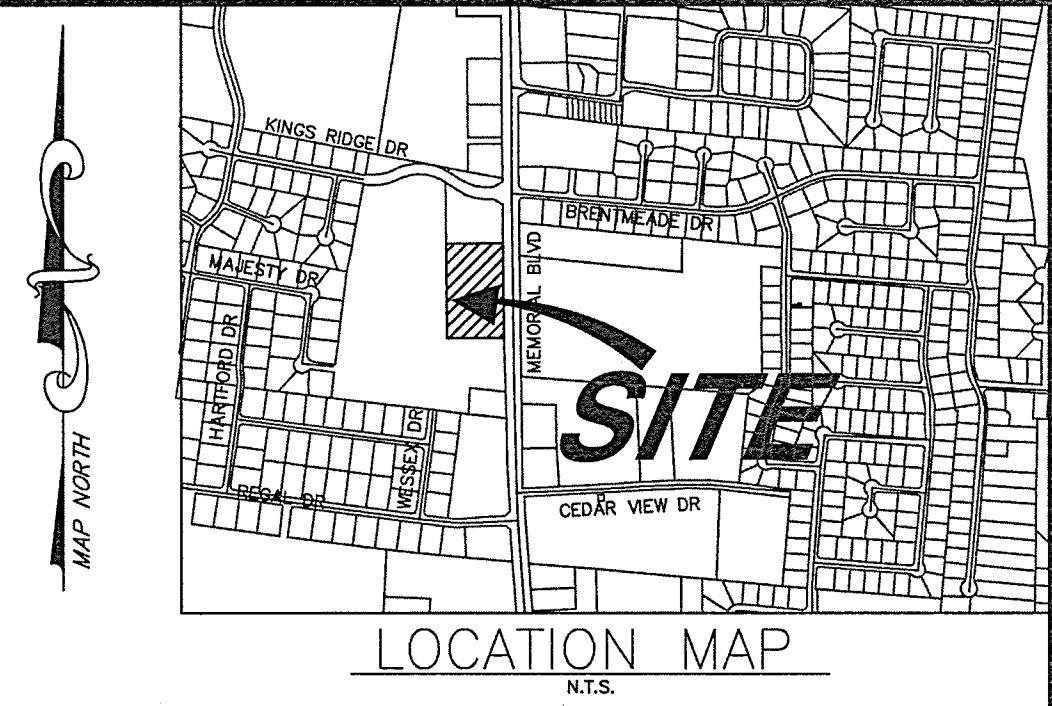 KINGS RIDGE DR
BRENTMEADE DR
MAJESTY DR
MEMORIAL BLVD
HARTFORD DR
SITE
WESSEX DR
MAP NORTH
REGAL DR
CEDAR VIEW DR
LOCATION MAP
N.T.S.